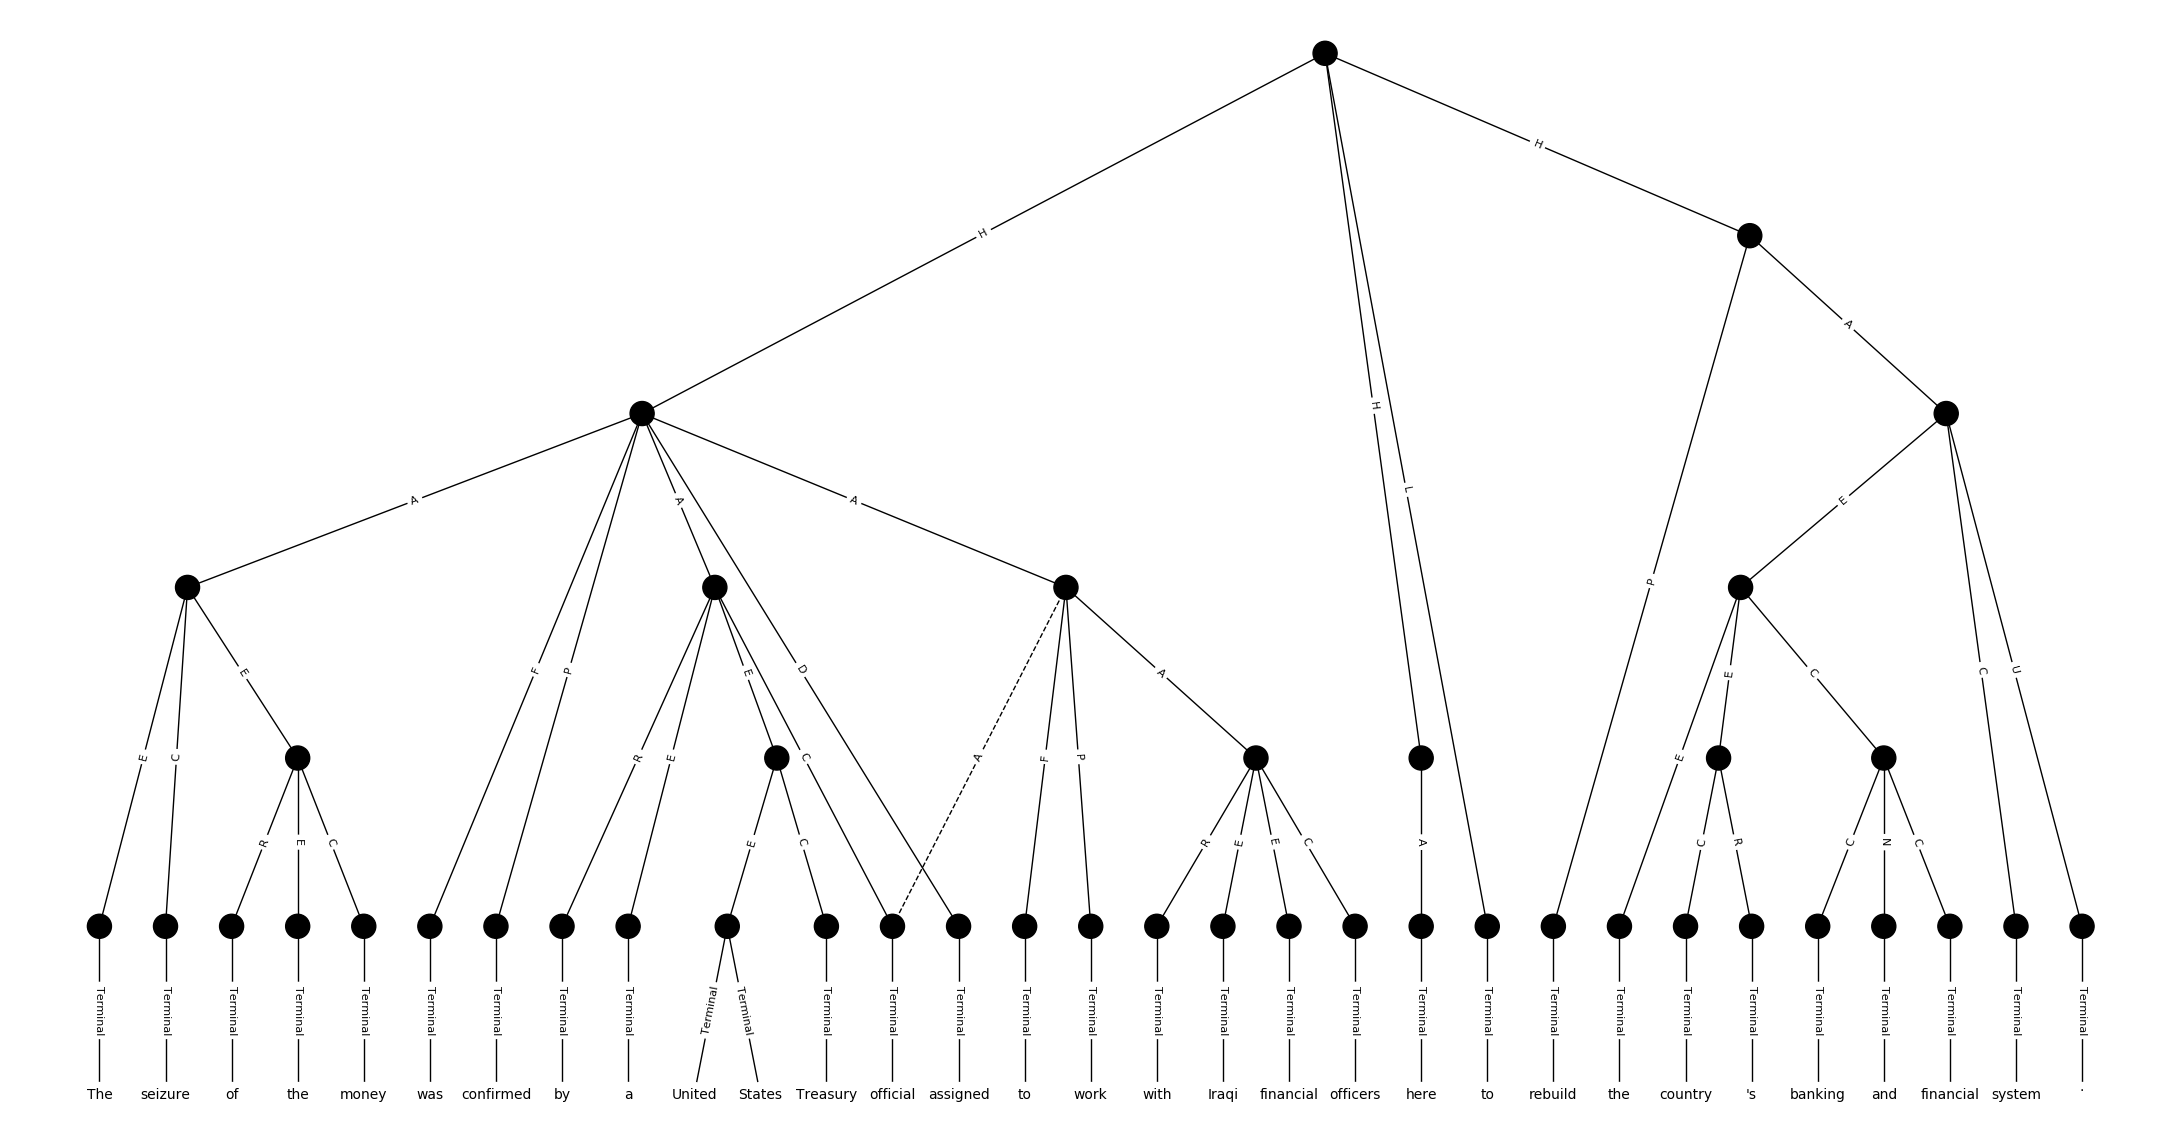 H
H
A
H
L
P
E
A
A
A
D
F
P
E
C
E
R
E
E
C
A
F
P
A
E
E
C
C
U
R
E
C
E
C
R
E
E
C
A
C
R
C
N
C
Terminal Terminal Terminal Terminal Terminal Terminal Terminal Terminal Terminal Terminal Terminal Terminal Terminal Terminal Terminal Terminal Terminal Terminal Terminal Terminal Terminal Terminal Terminal Terminal Terminal Terminal Terminal Terminal Terminal Terminal Terminal
The seizure of the money was confirmed by a United States Treasury official assigned to work with Iraqi financial officers here to rebuild the country 's banking and financial system .